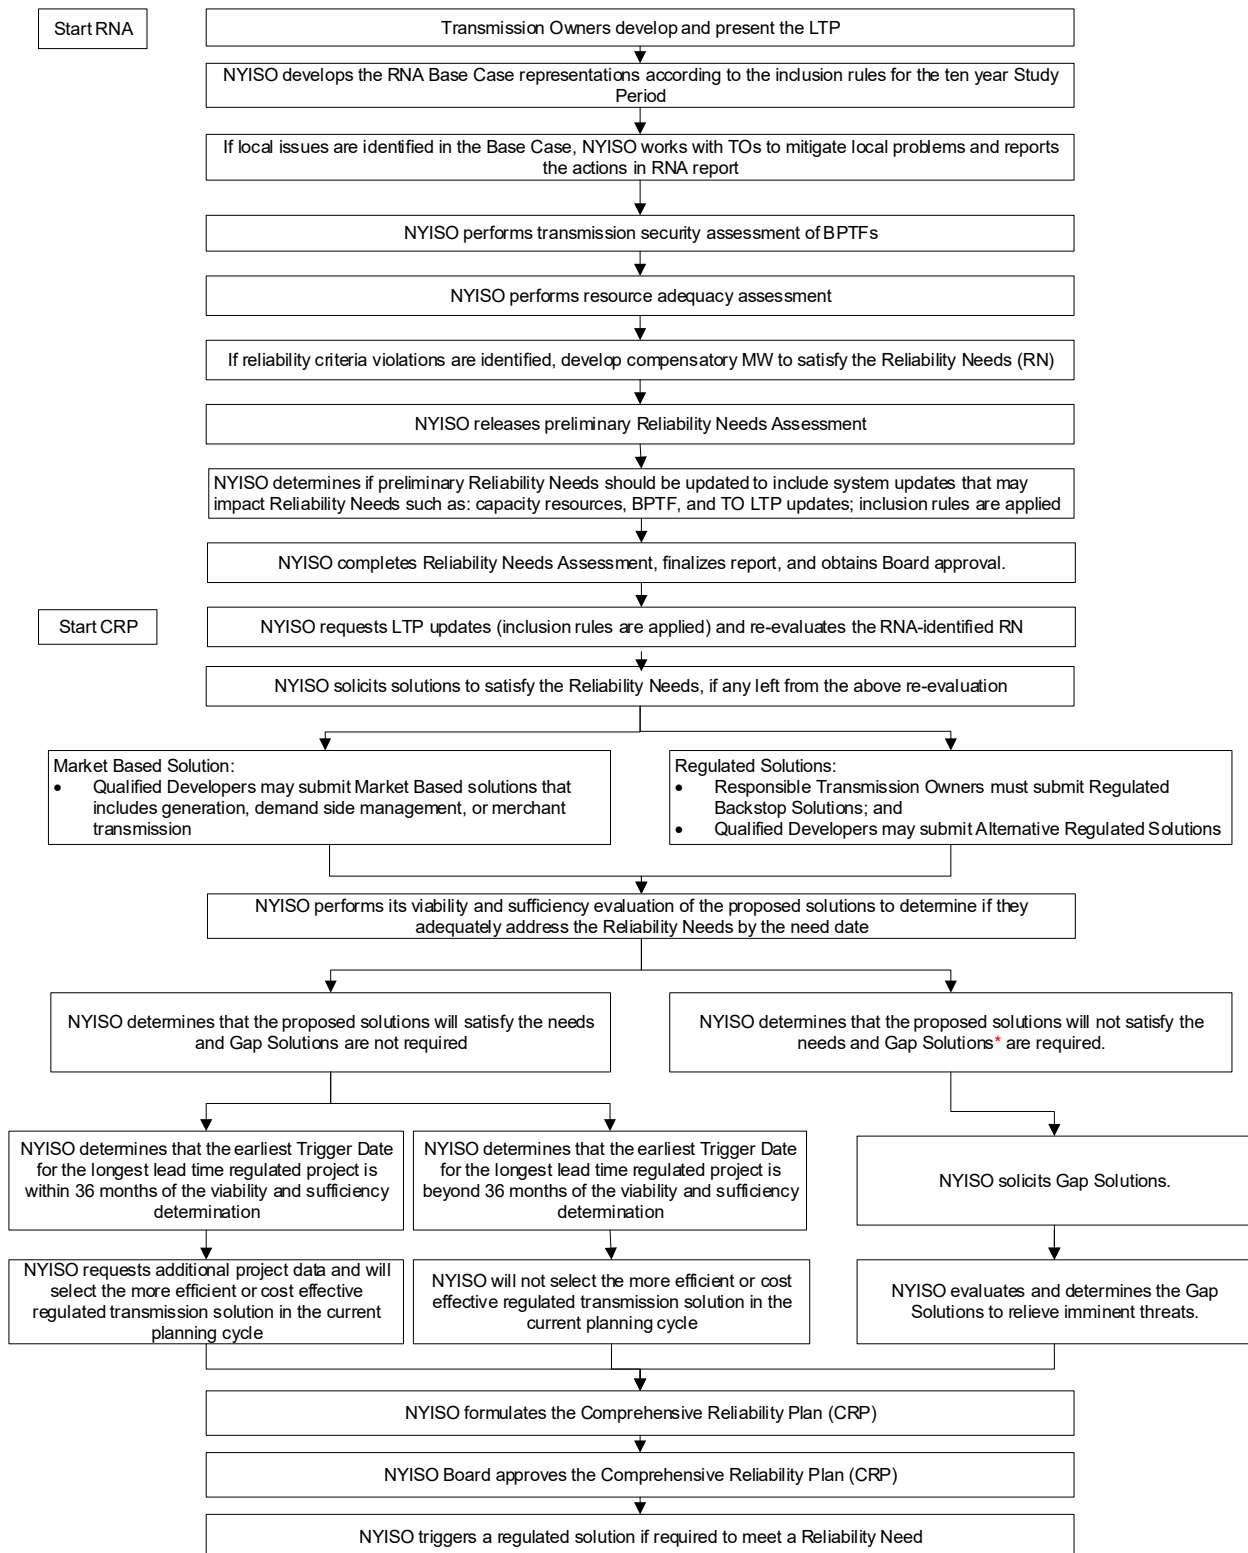 Start RNA
Transmission Owners develop and present the LTP
NYISO develops the RNA Base Case representations according to the inclusion rules for the ten year Study
Period
If local issues are identified in the Base Case, NYISO works with TOs to mitigate local problems and reports
the actions in RNA report
NYISO performs transmission security assessment of BPTFs
NYISO performs resource adequacy assessment
If reliability criteria violations are identified, develop compensatory MW to satisfy the Reliability Needs (RN)
NYISO releases preliminary Reliability Needs Assessment
NYISO determines if preliminary Reliability Needs should be updated to include system updates that may
impact Reliability Needs such as: capacity resources, BPTF, and TO LTP updates; inclusion rules are applied
NYISO completes Reliability Needs Assessment, finalizes report, and obtains Board approval.
Start CRP
NYISO requests LTP updates (inclusion rules are applied) and re-evaluates the RNA-identified RN
NYISO solicits solutions to satisfy the Reliability Needs, if any left from the above re-evaluation
Market Based Solution:
• Qualified Developers may submit Market Based solutions that
includes generation, demand side management, or merchant
transmission
Regulated Solutions:
• Responsible Transmission Owners must submit Regulated
Backstop Solutions; and
• Qualified Developers may submit Alternative Regulated Solutions
NYISO performs its viability and sufficiency evaluation of the proposed solutions to determine if they
adequately address the Reliability Needs by the need date
NYISO determines that the proposed solutions will satisfy the needs
and Gap Solutions are not required
NYISO determines that the proposed solutions will not satisfy the
needs and Gap Solutions* are required.
NYISO determines that the earliest Trigger Date
for the longest lead time regulated project is
within 36 months of the viability and sufficiency
determination
NYISO determines that the earliest Trigger Date
for the longest lead time regulated project is
beyond 36 months of the viability and sufficiency
determination
NYISO solicits Gap Solutions.
NYISO requests additional project data and will
select the more efficient or cost effective
regulated transmission solution in the current
planning cycle
NYISO will not select the more efficient or cost
effective regulated transmission solution in the
current planning cycle
NYISO evaluates and determines the Gap
Solutions to relieve imminent threats.
NYISO formulates the Comprehensive Reliability Plan (CRP)
NYISO Board approves the Comprehensive Reliability Plan (CRP)
NYISO triggers a regulated solution if required to meet a Reliability Need